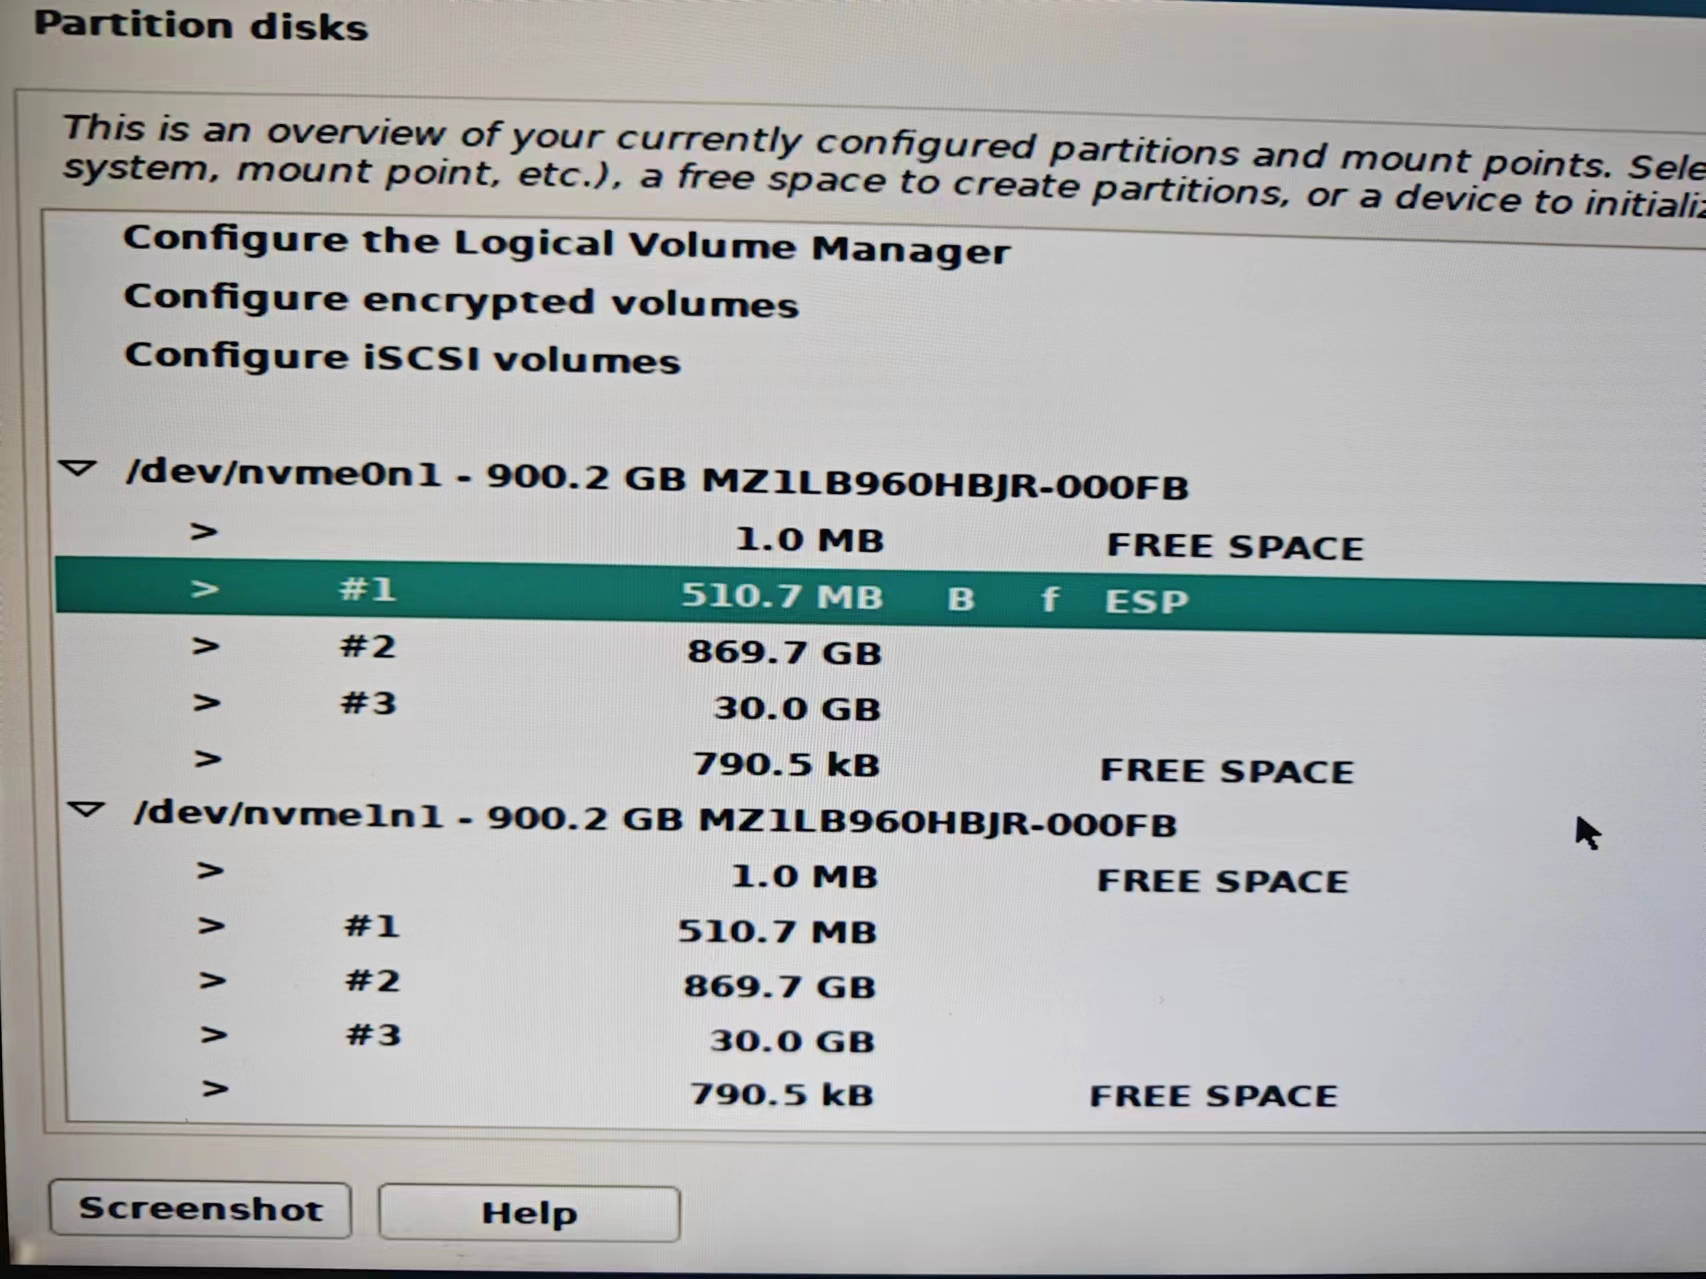 Partition disks
This is an overview of your currently configured partitions and mount points. Sele
system, mount point, etc.), a free space to create partitions, or a device to initializ
Configure the Logical Volume Manager
Configure encrypted volumes
Configure iSCSI volumes
/dev/nvme0n1 - 900.2 GB MZ1LB960HBJR-000FB
> 1.0 MB FREE SPACE
> #1 510.7 MB B f ESP
> #2 869.7 GB
> #3 30.0 GB
> 790.5 kB FREE SPACE
/dev/nvme1n1 - 900.2 GB MZ1LB960HBJR-000FB
> 1.0 MB FREE SPACE
> #1 510.7 MB
> #2 869.7 GB
> #3 30.0 GB
> 790.5 kB FREE SPACE
Screenshot Help